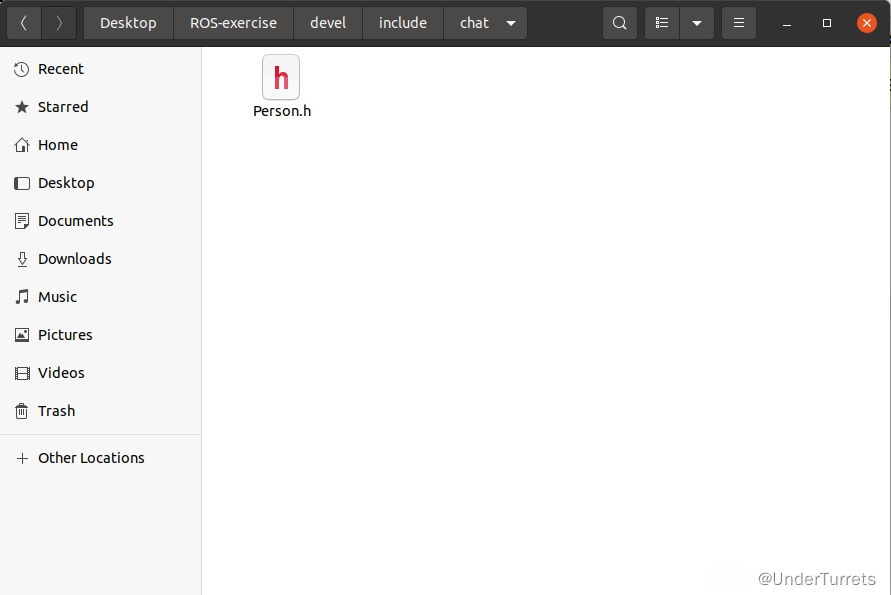 Desktop ROS-exercise devel include chat
Recent
Starred
Home
Desktop
Documents
Downloads
Music
Pictures
Videos
Trash
Other Locations
h
Person.h
@UnderTurrets